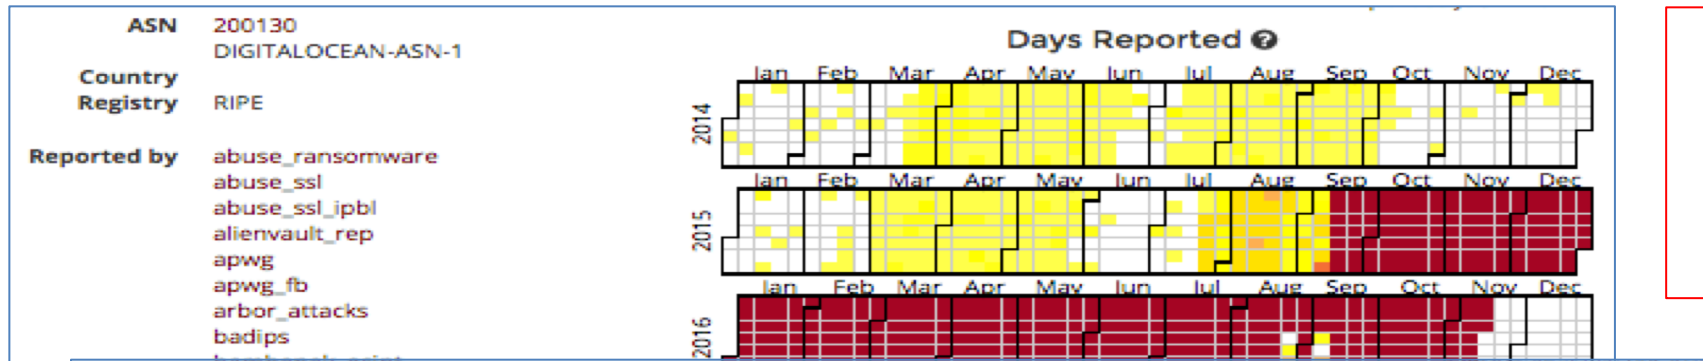 ASN 200130
DIGITALOCEAN-ASN-1
Country
Registry RIPE
Reported by abuse_ransomware
abuse_ssl
abuse_ssl_ipbl
alienvault_rep
apwg
apwg_fb
arbor_attacks
badips
Days Reported ?
Jan Feb Mar Apr May Jun Jul Aug Sep Oct Nov Dec
2014
Jan Feb Mar Apr May Jun Jul Aug Sep Oct Nov Dec
2015
Jan Feb Mar Apr May Jun Jul Aug Sep Oct Nov Dec
2016